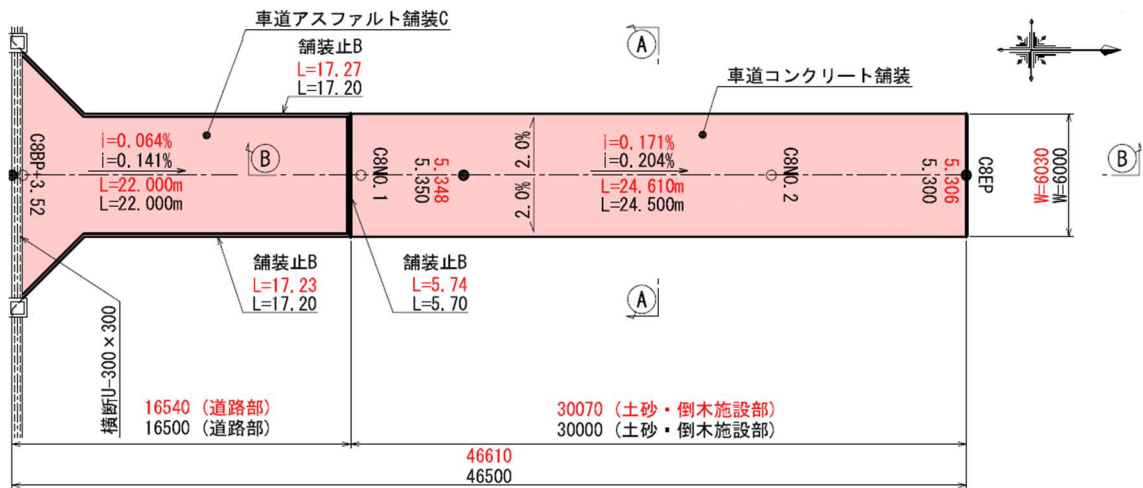 車道アスファルト舗装C
舗装止B
L=17.27
L=17.20
A
車道コンクリート舗装
C8BP+3.52
i=0.064%
i=0.141%
L=22.000m
L=22.000m
B
C8NO.1
5.348
5.350
2.0%
2.0%
i=0.171%
i=0.204%
L=24.610m
L=24.500m
C8NO.2
5.306
5.300
C8EP
W=6030
W=6000
B
舗装止B
L=17.23
L=17.20
舗装止B
L=5.74
L=5.70
A
横断U-300×300
16540 (道路部)
16500 (道路部)
30070 (土砂・倒木施設部)
30000 (土砂・倒木施設部)
46610
46500